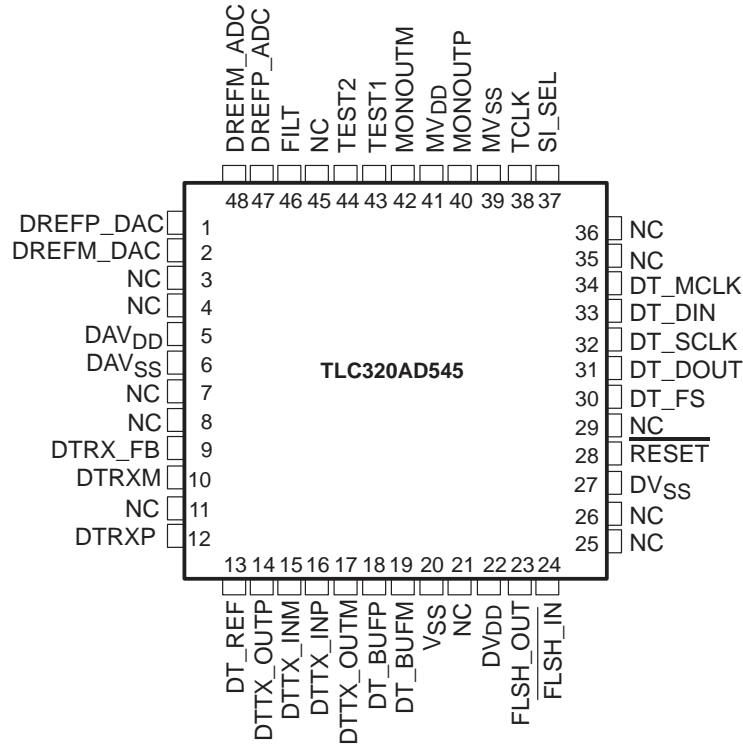 DREFM_ADC
DREFP_ADC
FILT
NC
TEST2
TEST1
MONOUTM
MVDD
MONOUTP
MVSS
TCLK
SI_SEL
48 47 46 45 44 43 42 41 40 39 38 37
DREFP_DAC 1
DREFM_DAC 2
NC 3
NC 4
DAVDD 5
DAVSS 6
NC 7
NC 8
DTRX_FB 9
DTRXM 10
NC 11
DTRXP 12
TLC320AD545
36 NC
35 NC
34 DT_MCLK
33 DT_DIN
32 DT_SCLK
31 DT_DOUT
30 DT_FS
29 NC
28 RESET
27 DVSS
26 NC
25 NC
13 14 15 16 17 18 19 20 21 22 23 24
DT_REF
DTTX_OUTP
DTTX_INM
DTTX_INP
DTTX_OUTM
DT_BUFP
DT_BUFM
VSS
NC
DVDD
FLSH_OUT
FLSH_IN